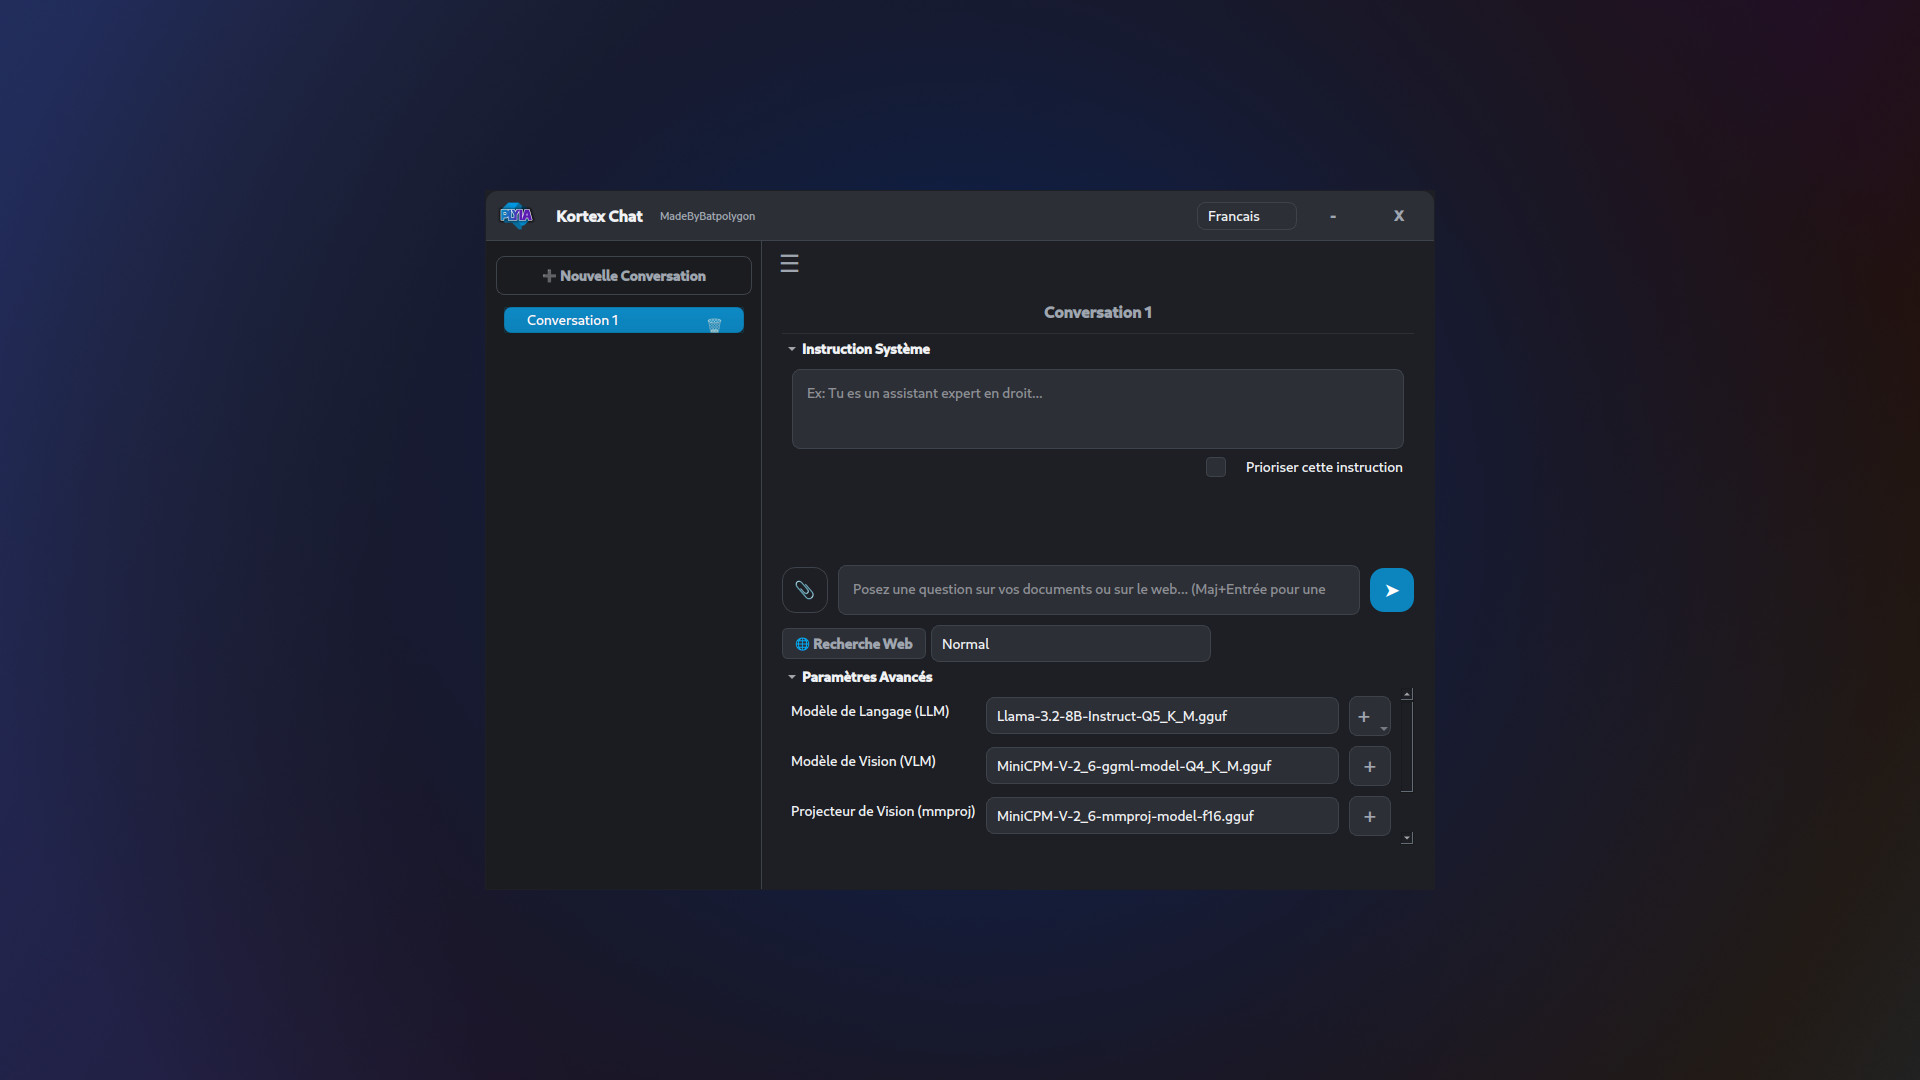 PLYIA
Kortex Chat
MadeByBatpolygon
Francais
-
X
➕ Nouvelle Conversation
Conversation 1
☰
Conversation 1
Instruction Système
Ex: Tu es un assistant expert en droit...
Prioriser cette instruction
Posez une question sur vos documents ou sur le web... (Maj+Entrée pour une
Recherche Web
Normal
Paramètres Avancés
Modèle de Langage (LLM)
Llama-3.2-8B-Instruct-Q5_K_M.gguf
+
Modèle de Vision (VLM)
MiniCPM-V-2_6-ggml-model-Q4_K_M.gguf
+
Projecteur de Vision (mmproj)
MiniCPM-V-2_6-mmproj-model-f16.gguf
+